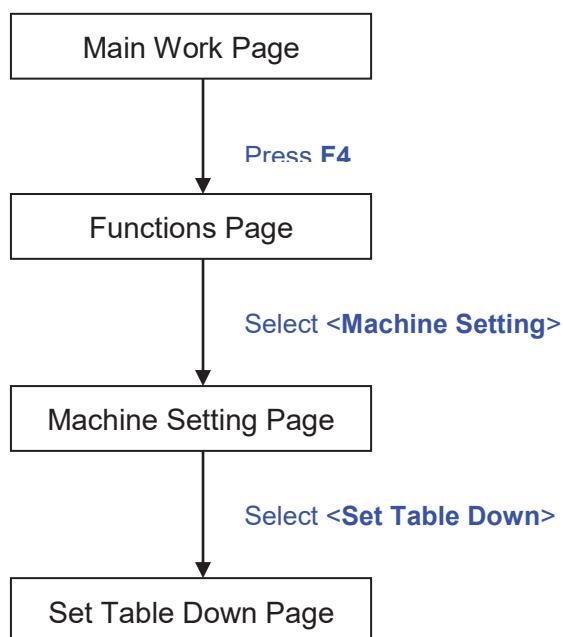 Main Work Page
Press F4
Functions Page
Select <Machine Setting>
Machine Setting Page
Select <Set Table Down>
Set Table Down Page